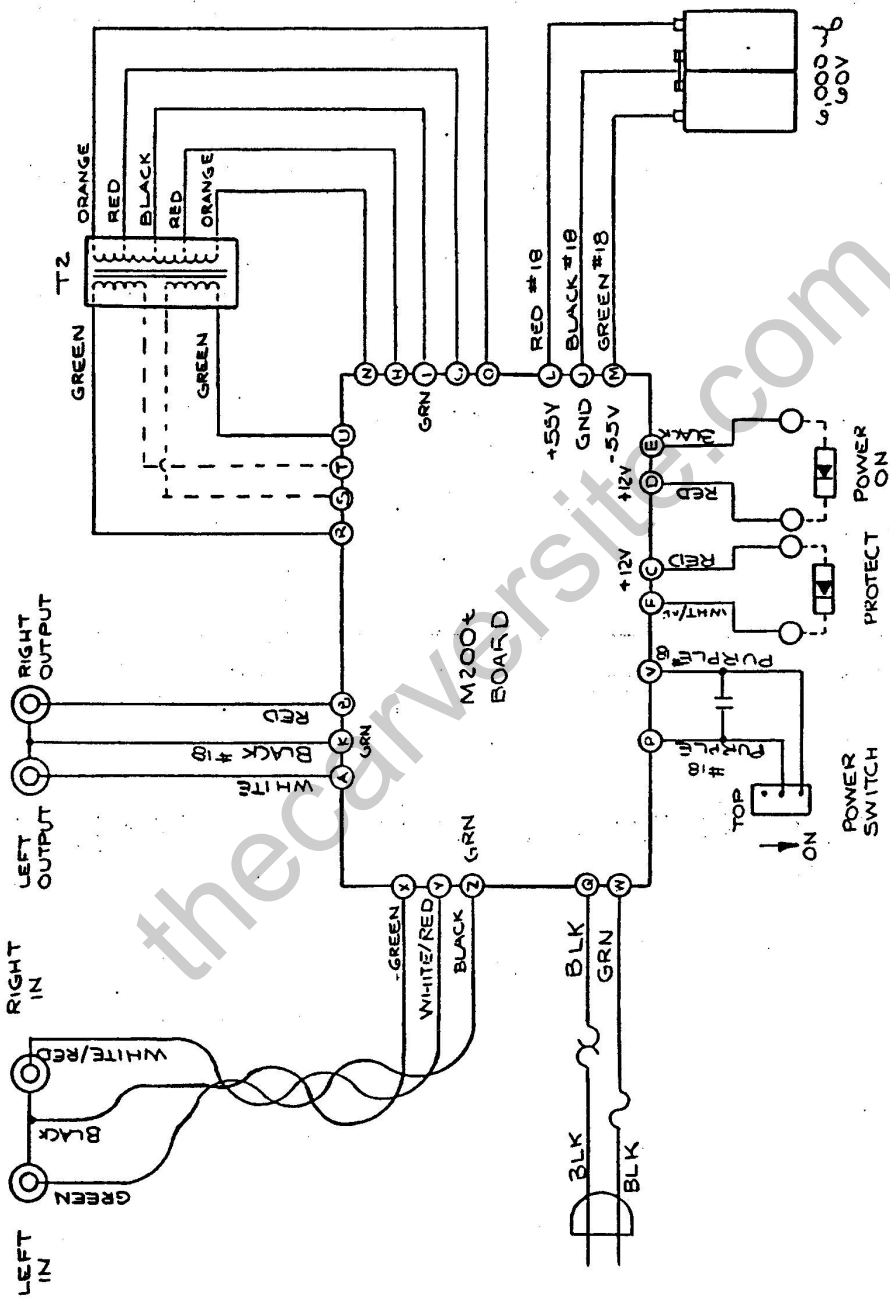 T2
GREEN
GREEN
ORANGE
RED
BLACK
RED
ORANGE
N
H
I
GRN
O
U
T
S
R
RED #18
BLACK #18
GREEN #18
L
J
M
+55V
GND
-55V
6,000
60V
RIGHT
OUTPUT
LEFT
OUTPUT
RED
BLACK #18
WHITE
K
A
GRN
M200t
BOARD
E
D
C
F
V
P
BLACK
RED
+12V
RED
+12V
PURPLE
#18
PURPLE
#18
POWER
ON
PROTECT
POWER
SWITCH
TOP
ON
RIGHT
IN
LEFT
IN
WHITE/RED
BLACK
GREEN
-GREEN
WHITE/RED
BLACK
X
Y
Z
GRN
Q
W
BLK
GRN
BLK
BLK
thecarversite.com